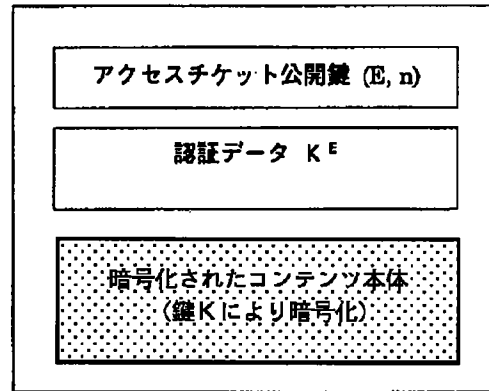 アクセスチケット公開鍵 (E, n)
認証データ K^E
暗号化されたコンテンツ本体
(鍵Kにより暗号化)